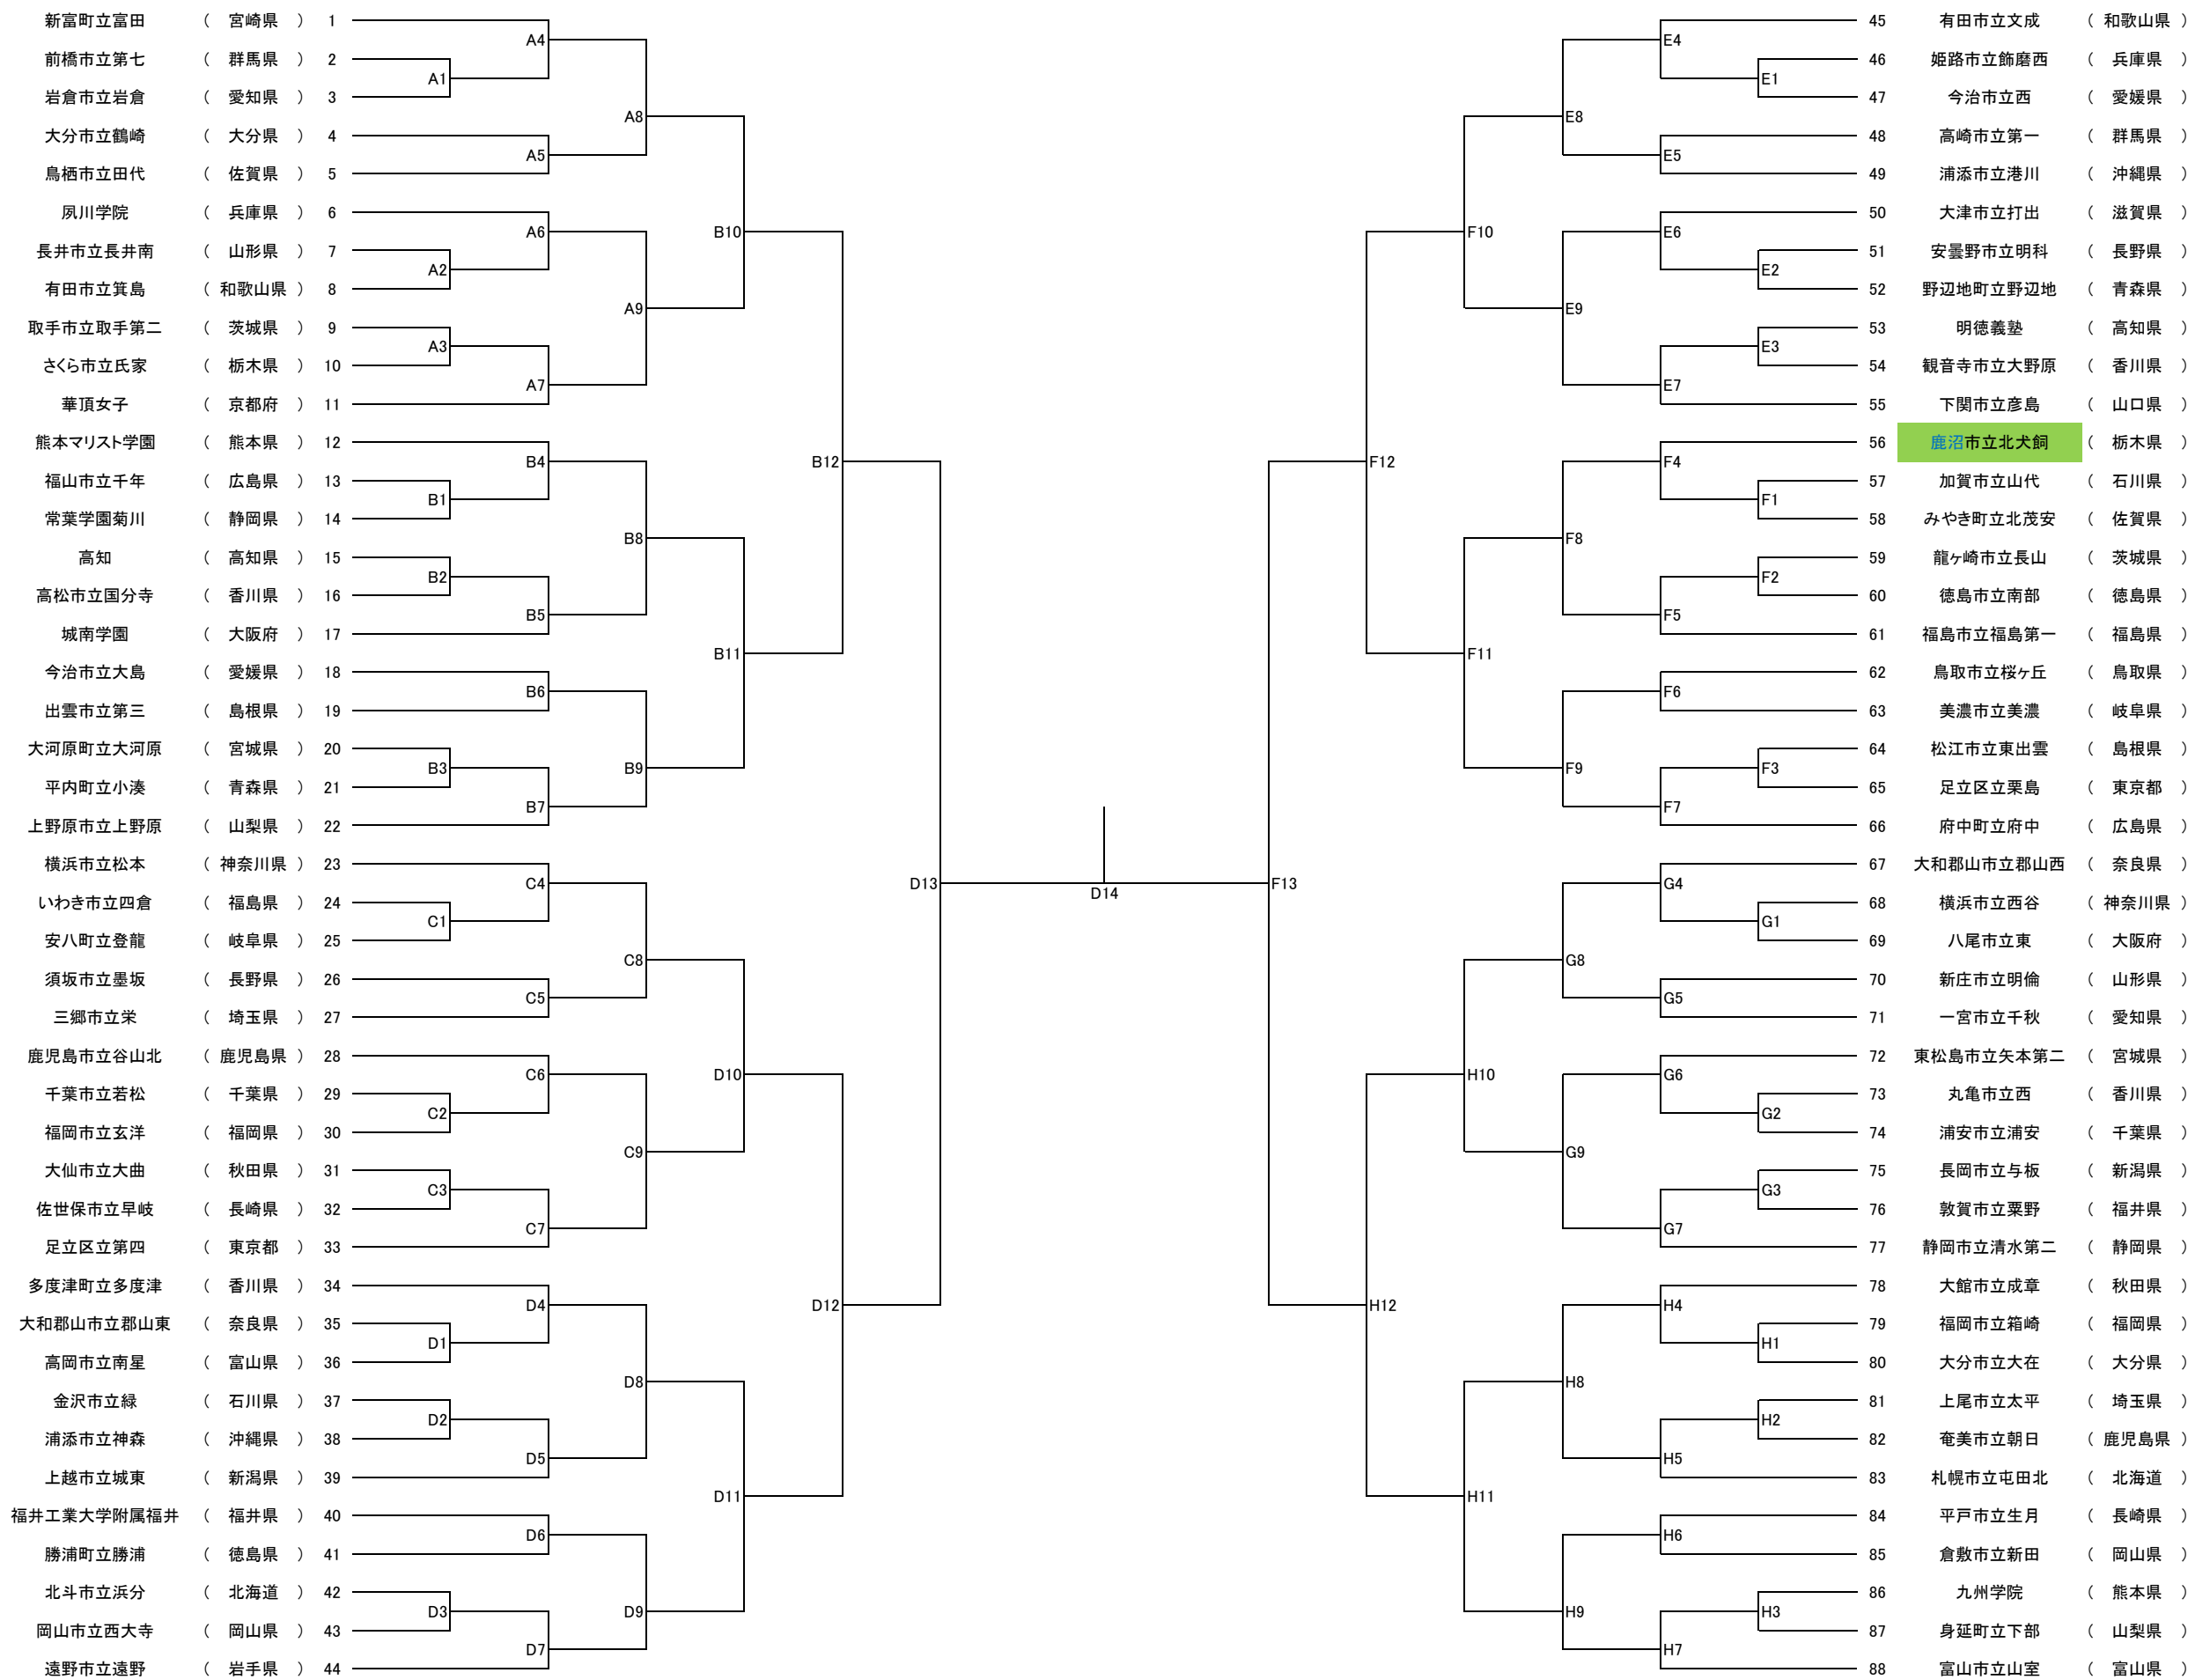 新富町立富田 （ 宮崎県 ） 1
前橋市立第七 （ 群馬県 ） 2
岩倉市立岩倉 （ 愛知県 ） 3
大分市立鶴崎 （ 大分県 ） 4
鳥栖市立田代 （ 佐賀県 ） 5
夙川学院 （ 兵庫県 ） 6
長井市立長井南 （ 山形県 ） 7
有田市立箕島 （ 和歌山県 ） 8
取手市立取手第二 （ 茨城県 ） 9
さくら市立氏家 （ 栃木県 ） 10
華頂女子 （ 京都府 ） 11
熊本マリスト学園 （ 熊本県 ） 12
福山市立千年 （ 広島県 ） 13
常葉学園菊川 （ 静岡県 ） 14
高知 （ 高知県 ） 15
高松市立国分寺 （ 香川県 ） 16
城南学園 （ 大阪府 ） 17
今治市立大島 （ 愛媛県 ） 18
出雲市立第三 （ 島根県 ） 19
大河原町立大河原 （ 宮城県 ） 20
平内町立小湊 （ 青森県 ） 21
上野原市立上野原 （ 山梨県 ） 22
横浜市立松本 （ 神奈川県 ） 23
いわき市立四倉 （ 福島県 ） 24
安八町立登龍 （ 岐阜県 ） 25
須坂市立墨坂 （ 長野県 ） 26
三郷市立栄 （ 埼玉県 ） 27
鹿児島市立谷山北 （ 鹿児島県 ） 28
千葉市立若松 （ 千葉県 ） 29
福岡市立玄洋 （ 福岡県 ） 30
大仙市立大曲 （ 秋田県 ） 31
佐世保市立早岐 （ 長崎県 ） 32
足立区立第四 （ 東京都 ） 33
多度津町立多度津 （ 香川県 ） 34
大和郡山市立郡山東 （ 奈良県 ） 35
高岡市立南星 （ 富山県 ） 36
金沢市立緑 （ 石川県 ） 37
浦添市立神森 （ 沖縄県 ） 38
上越市立城東 （ 新潟県 ） 39
福井工業大学附属福井 （ 福井県 ） 40
勝浦町立勝浦 （ 徳島県 ） 41
北斗市立浜分 （ 北海道 ） 42
岡山市立西大寺 （ 岡山県 ） 43
遠野市立遠野 （ 岩手県 ） 44
A1
A2
A3
B1
B2
B3
C1
C2
C3
D1
D2
D3
A4
A5
A6
A7
B4
B5
B6
B7
C4
C5
C6
C7
D4
D5
D6
D7
A8
A9
B8
B9
C8
C9
D8
D9
B10
B11
D10
D11
B12
D12
D13
D14
F13
F12
H12
F10
F11
H10
H11
E8
E9
F8
F9
G8
G9
H8
H9
E4
E5
E6
E7
F4
F5
F6
F7
G4
G5
G6
G7
H4
H5
H6
H7
E1
E2
E3
F1
F2
F3
G1
G2
G3
H1
H2
H3
45 有田市立文成 （ 和歌山県 ）
46 姫路市立飾磨西 （ 兵庫県 ）
47 今治市立西 （ 愛媛県 ）
48 高崎市立第一 （ 群馬県 ）
49 浦添市立港川 （ 沖縄県 ）
50 大津市立打出 （ 滋賀県 ）
51 安曇野市立明科 （ 長野県 ）
52 野辺地町立野辺地 （ 青森県 ）
53 明徳義塾 （ 高知県 ）
54 観音寺市立大野原 （ 香川県 ）
55 下関市立彦島 （ 山口県 ）
56 鹿沼市立北犬飼 （ 栃木県 ）
57 加賀市立山代 （ 石川県 ）
58 みやき町立北茂安 （ 佐賀県 ）
59 龍ヶ崎市立長山 （ 茨城県 ）
60 徳島市立南部 （ 徳島県 ）
61 福島市立福島第一 （ 福島県 ）
62 鳥取市立桜ヶ丘 （ 鳥取県 ）
63 美濃市立美濃 （ 岐阜県 ）
64 松江市立東出雲 （ 島根県 ）
65 足立区立栗島 （ 東京都 ）
66 府中町立府中 （ 広島県 ）
67 大和郡山市立郡山西 （ 奈良県 ）
68 横浜市立西谷 （ 神奈川県 ）
69 八尾市立東 （ 大阪府 ）
70 新庄市立明倫 （ 山形県 ）
71 一宮市立千秋 （ 愛知県 ）
72 東松島市立矢本第二 （ 宮城県 ）
73 丸亀市立西 （ 香川県 ）
74 浦安市立浦安 （ 千葉県 ）
75 長岡市立与板 （ 新潟県 ）
76 敦賀市立粟野 （ 福井県 ）
77 静岡市立清水第二 （ 静岡県 ）
78 大館市立成章 （ 秋田県 ）
79 福岡市立箱崎 （ 福岡県 ）
80 大分市立大在 （ 大分県 ）
81 上尾市立太平 （ 埼玉県 ）
82 奄美市立朝日 （ 鹿児島県 ）
83 札幌市立屯田北 （ 北海道 ）
84 平戸市立生月 （ 長崎県 ）
85 倉敷市立新田 （ 岡山県 ）
86 九州学院 （ 熊本県 ）
87 身延町立下部 （ 山梨県 ）
88 富山市立山室 （ 富山県 ）